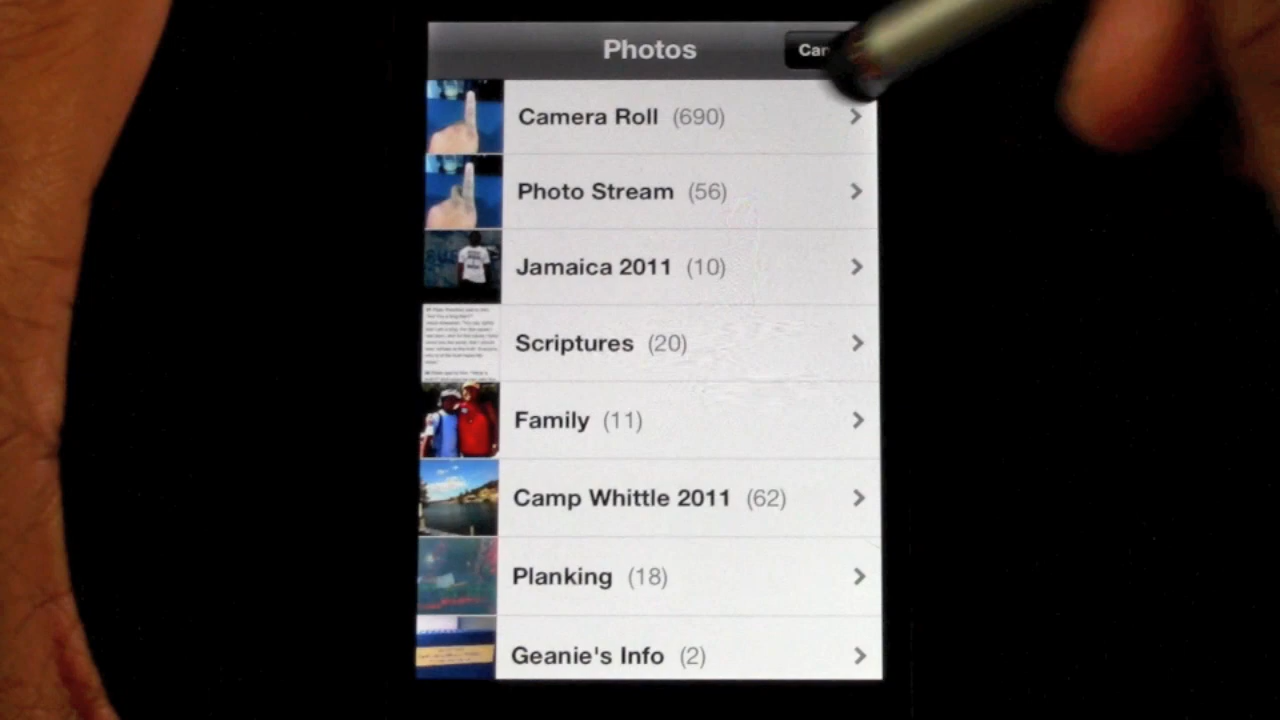 Photos
Camera Roll (690)
Photo Stream (56)
Jamaica 2011 (10)
Scriptures (20)
Family (11)
Camp Whittle 2011 (62)
Planking (18)
Geanie's Info (2)